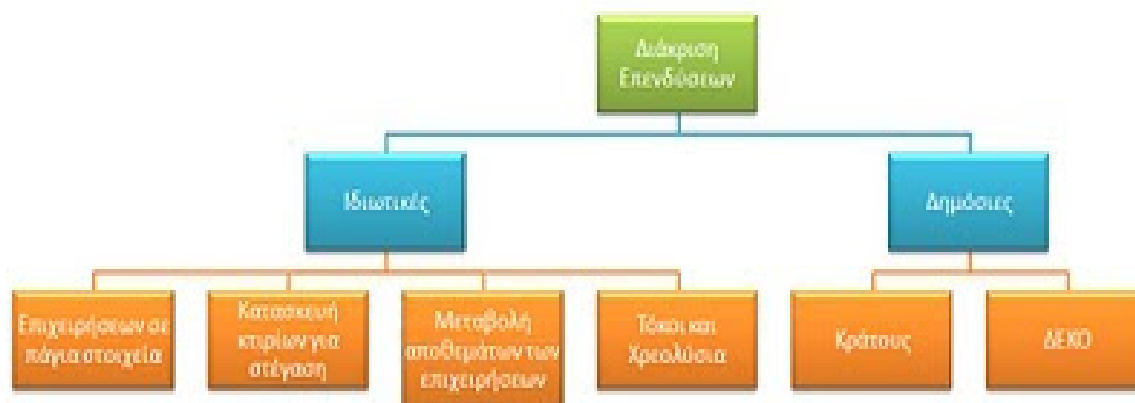 Διάκριση
Επενδύσεων
Ιδιωτικές
Δημόσιες
Επιχειρήσεων σε
πάγια στοιχεία
Κατασκευή
κτιρίων για
στέγαση
Μεταβολή
αποθεμάτων των
επιχειρήσεων
Τόκοι και
Χρεολύσια
Κράτους
ΔΕΚΟ